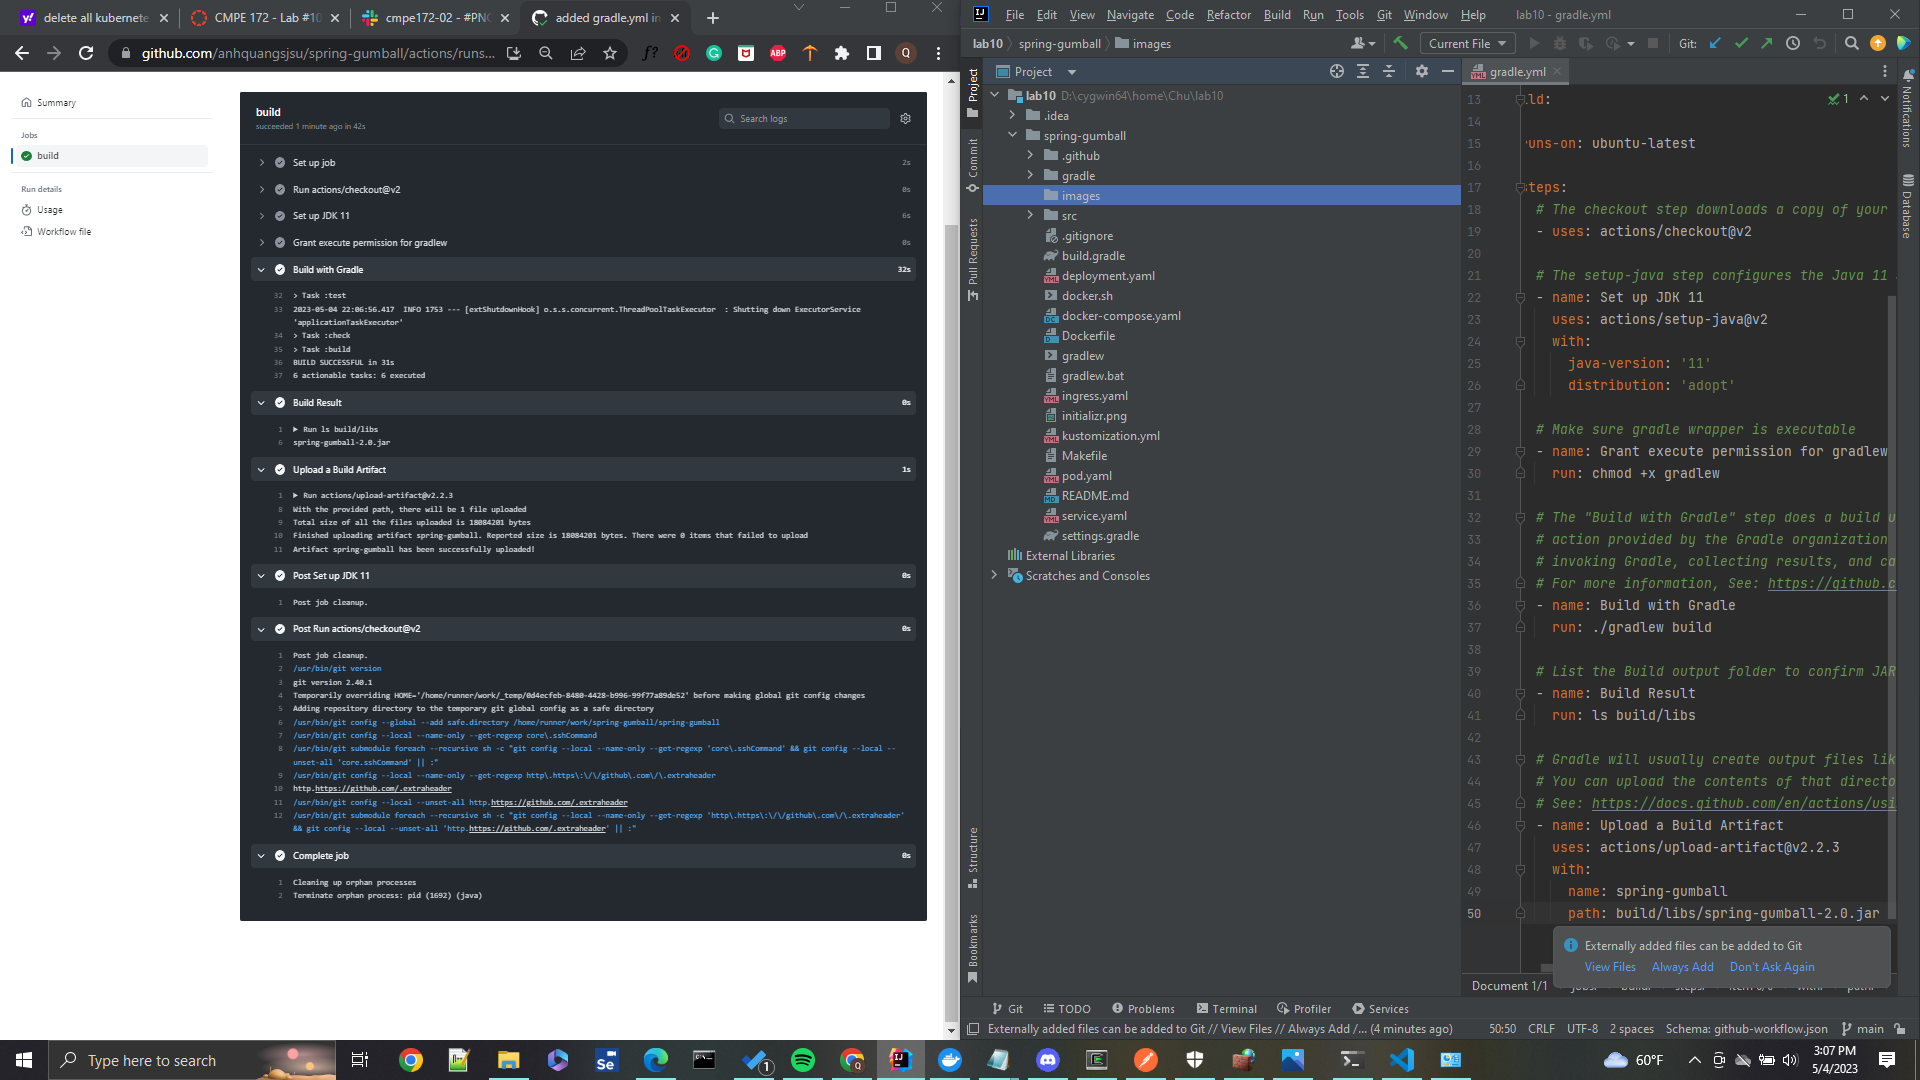 delete all kubernete
CMPE 172 - Lab #10
cmpe172-02 - #PNC
added gradle.yml in
github.com/anhquangsjsu/spring-gumball/actions/runs...
Summary
Jobs
build
Run details
Usage
Workflow file
build
succeeded 1 minute ago in 42s
Search logs
Set up job
2s
Run actions/checkout@v2
0s
Set up JDK 11
6s
Grant execute permission for gradlew
0s
Build with Gradle
32s
32 > Task :test
33 2023-05-04 22:06:56.417  INFO 1753 --- [extShutdownHook] o.s.s.concurrent.ThreadPoolTaskExecutor  : Shutting down ExecutorService
'applicationTaskExecutor'
34 > Task :check
35 > Task :build
36 BUILD SUCCESSFUL in 31s
37 6 actionable tasks: 6 executed
Build Result
0s
1 ▶ Run ls build/libs
6 spring-gumball-2.0.jar
Upload a Build Artifact
1s
1 ▶ Run actions/upload-artifact@v2.2.3
8 With the provided path, there will be 1 file uploaded
9 Total size of all the files uploaded is 18084201 bytes
10 Finished uploading artifact spring-gumball. Reported size is 18084201 bytes. There were 0 items that failed to upload
11 Artifact spring-gumball has been successfully uploaded!
Post Set up JDK 11
0s
1 Post job cleanup.
Post Run actions/checkout@v2
0s
1 Post job cleanup.
2 /usr/bin/git version
3 git version 2.40.1
4 Temporarily overriding HOME='/home/runner/work/_temp/0d4ecfeb-8480-4428-b996-99f77a89de52' before making global git config changes
5 Adding repository directory to the temporary git global config as a safe directory
6 /usr/bin/git config --global --add safe.directory /home/runner/work/spring-gumball/spring-gumball
7 /usr/bin/git config --local --name-only --get-regexp core\.sshCommand
8 /usr/bin/git submodule foreach --recursive sh -c "git config --local --name-only --get-regexp 'core\.sshCommand' && git config --local --
unset-all 'core.sshCommand' || :"
9 /usr/bin/git config --local --name-only --get-regexp http\.https\:\/\/github\.com\/\.extraheader
10 http.https://github.com/.extraheader
11 /usr/bin/git config --local --unset-all http.https://github.com/.extraheader
12 /usr/bin/git submodule foreach --recursive sh -c "git config --local --name-only --get-regexp 'http\.https\:\/\/github\.com\/\.extraheader'
&& git config --local --unset-all 'http.https://github.com/.extraheader' || :"
Complete job
0s
1 Cleaning up orphan processes
2 Terminate orphan process: pid (1692) (java)
File Edit View Navigate Code Refactor Build Run Tools Git Window Help lab10 - gradle.yml
lab10 spring-gumball images
Current File
Git:
Project
gradle.yml
Project
Commit
Pull Requests
Structure
Bookmarks
Notifications
Database
lab10 D:\cygwin64\home\Chu\lab10
.idea
spring-gumball
.github
gradle
images
src
.gitignore
build.gradle
deployment.yaml
docker.sh
docker-compose.yaml
Dockerfile
gradlew
gradlew.bat
ingress.yaml
initializr.png
kustomization.yml
Makefile
pod.yaml
README.md
service.yaml
settings.gradle
External Libraries
Scratches and Consoles
1
13 ld:
14
15 runs-on: ubuntu-latest
16
17 steps:
18 # The checkout step downloads a copy of your
19 - uses: actions/checkout@v2
20
21 # The setup-java step configures the Java 11
22 - name: Set up JDK 11
23 uses: actions/setup-java@v2
24 with:
25 java-version: '11'
26 distribution: 'adopt'
27
28 # Make sure gradle wrapper is executable
29 - name: Grant execute permission for gradlew
30 run: chmod +x gradlew
31
32 # The "Build with Gradle" step does a build u
33 # action provided by the Gradle organization
34 # invoking Gradle, collecting results, and ca
35 # For more information, See: https://github.c
36 - name: Build with Gradle
37 run: ./gradlew build
38
39 # List the Build output folder to confirm JAR
40 - name: Build Result
41 run: ls build/libs
42
43 # Gradle will usually create output files lik
44 # You can upload the contents of that directo
45 # See: https://docs.github.com/en/actions/usi
46 - name: Upload a Build Artifact
47 uses: actions/upload-artifact@v2.2.3
48 with:
49 name: spring-gumball
50 path: build/libs/spring-gumball-2.0.jar
Externally added files can be added to Git
View Files Always Add Don't Ask Again
Document 1/1
Git TODO Problems Terminal Profiler Services
Externally added files can be added to Git // View Files // Always Add /... (4 minutes ago)
50:50 CRLF UTF-8 2 spaces Schema: github-workflow.json main
Type here to search
1
60°F
3:07 PM
5/4/2023